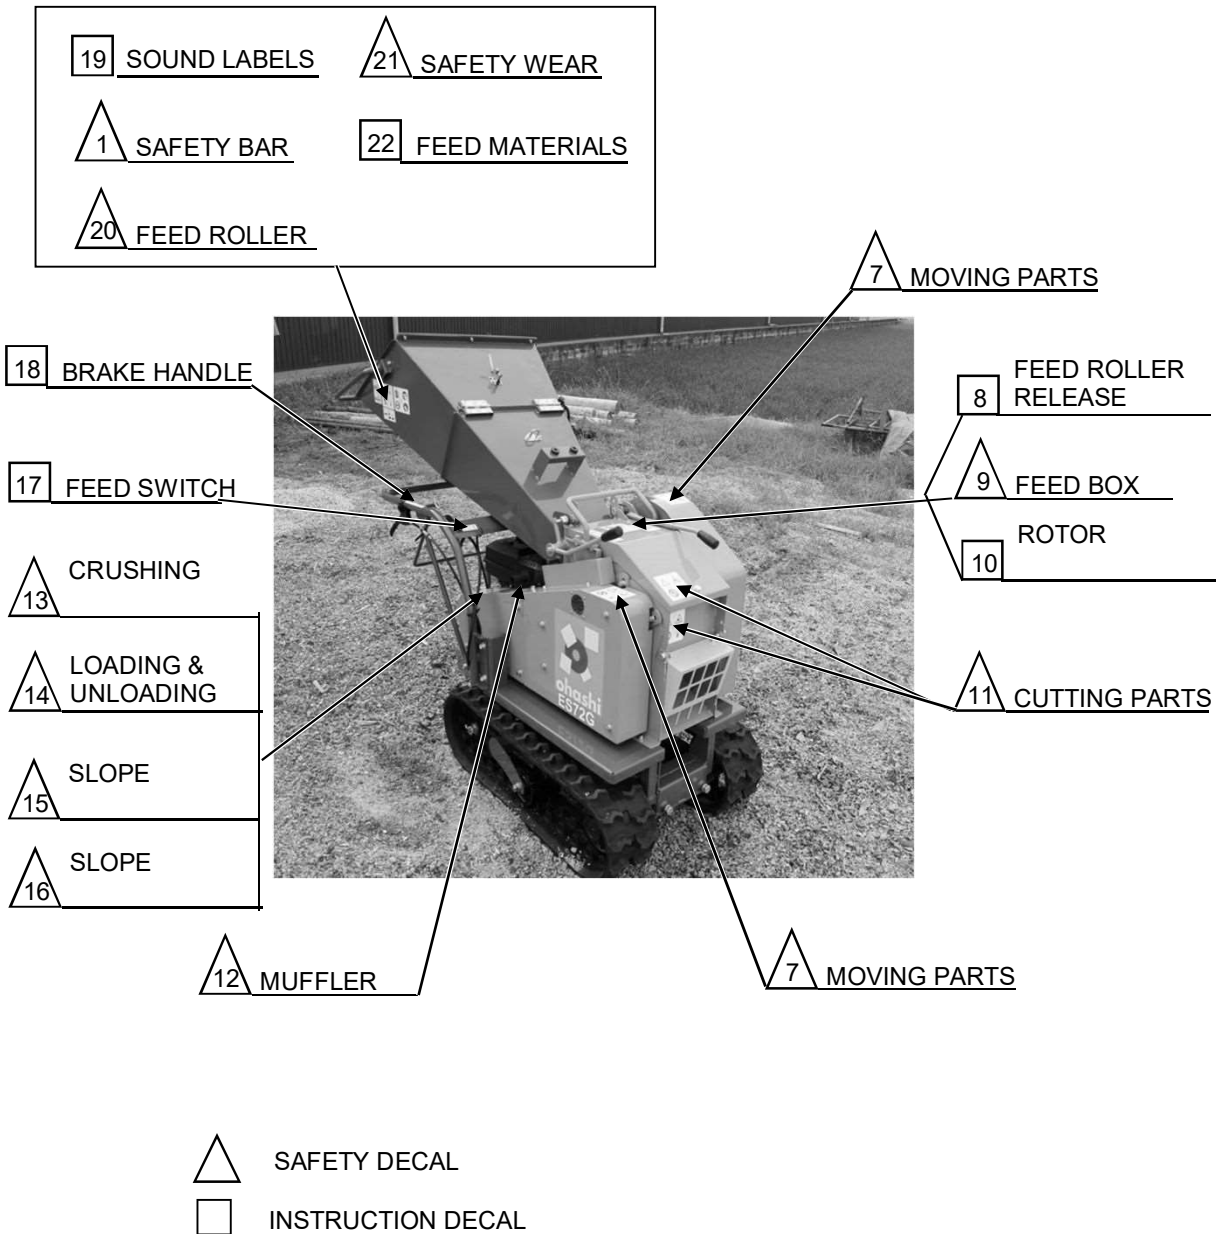 19 SOUND LABELS
21 SAFETY WEAR
1 SAFETY BAR
22 FEED MATERIALS
20 FEED ROLLER
7 MOVING PARTS
18 BRAKE HANDLE
8 FEED ROLLER
RELEASE
17 FEED SWITCH
9 FEED BOX
10 ROTOR
13 CRUSHING
14 LOADING &
UNLOADING
11 CUTTING PARTS
15 SLOPE
16 SLOPE
ohashi
ES72G
12 MUFFLER
7 MOVING PARTS
SAFETY DECAL
INSTRUCTION DECAL